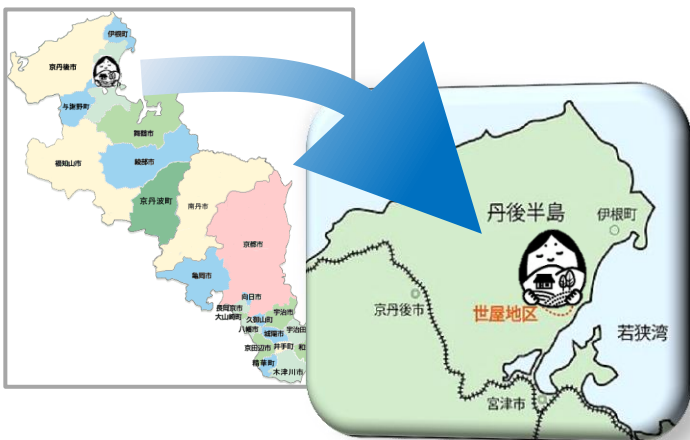 伊根町
京丹後市
与謝野町
舞鶴市
福知山市
綾部市
京丹波町
南丹市
京都市
亀岡市
向日市
長岡京市
大山崎町
宇治市
久御山町
八幡市
城陽市
宇治田
京田辺市
井手町
和
精華町
木津川市
丹後半島
伊根町
京丹後市
世屋地区
若狭湾
宮津市